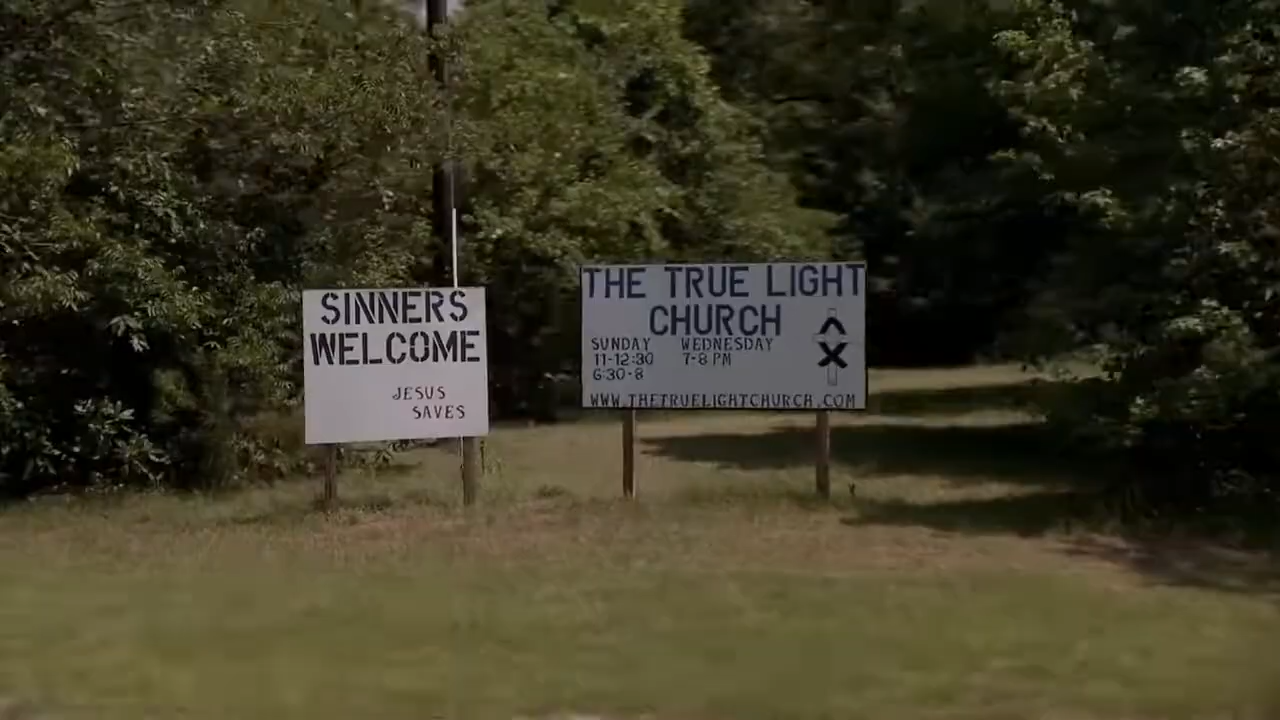 SINNERS
WELCOME
JESUS
SAVES
THE TRUE LIGHT
CHURCH
SUNDAY WEDNESDAY
11-12:30 7-8 PM
6:30-8
WWW.THETRUELIGHTCHURCH.COM